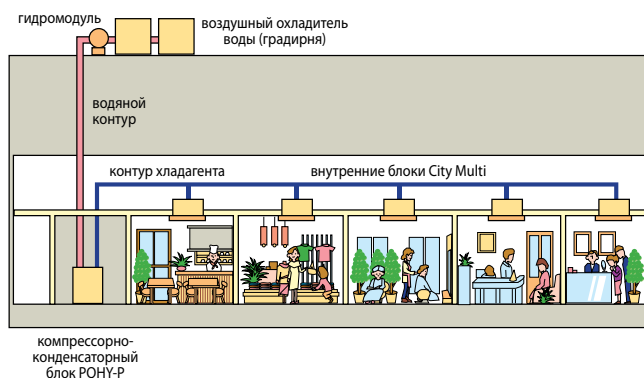 гидромодуль
воздушный охладитель
воды (градирня)
водяной
контур
контур хладагента
внутренние блоки City Multi
компрессорно-
конденсаторный
блок PQHY-P